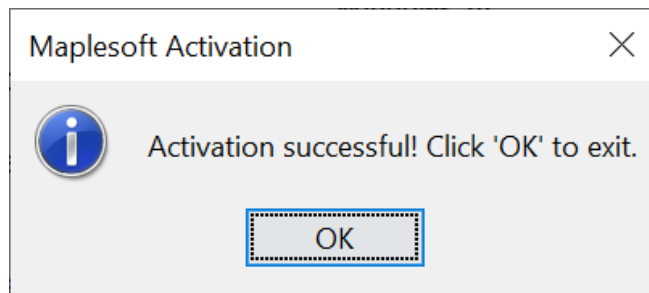 Maplesoft Activation
Activation successful! Click 'OK' to exit.
OK